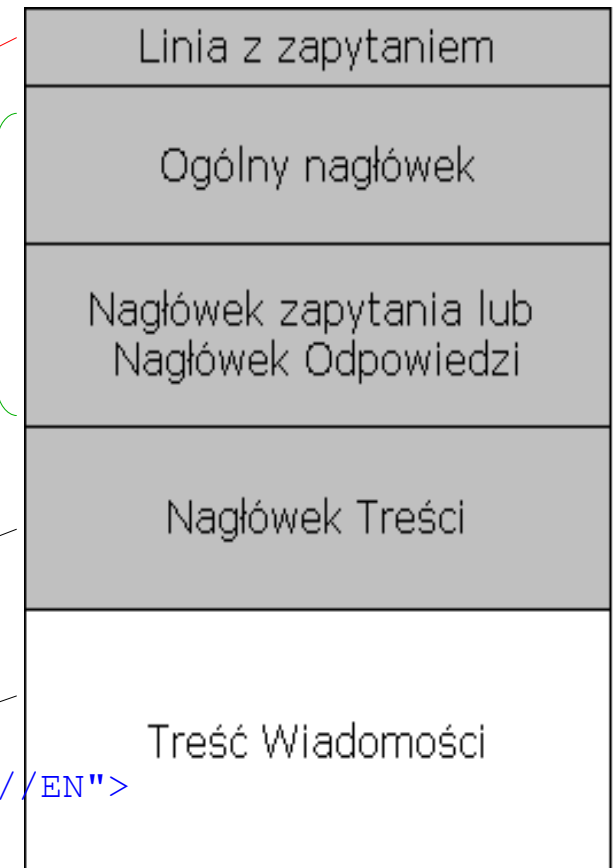 Linia z zapytaniem
Ogólny nagłówek
Nagłówek zapytania lub
Nagłówek Odpowiedzi
Nagłówek Treści
Treść Wiadomości
//EN">